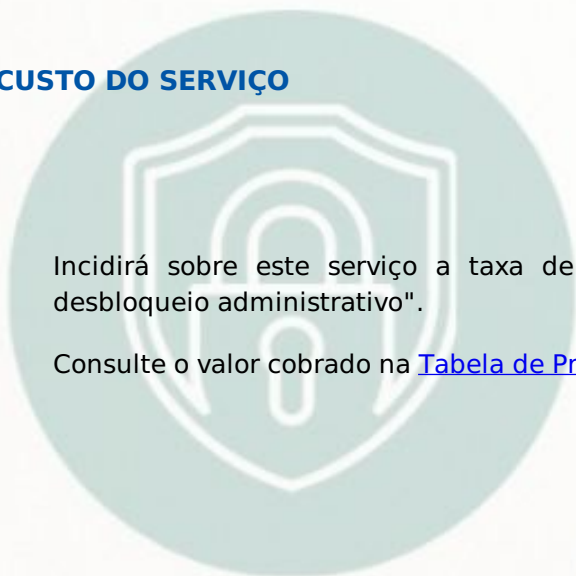 CUSTO DO SERVIÇO
Incidirá sobre este serviço a taxa de
desbloqueio administrativo".
Consulte o valor cobrado na Tabela de Pr